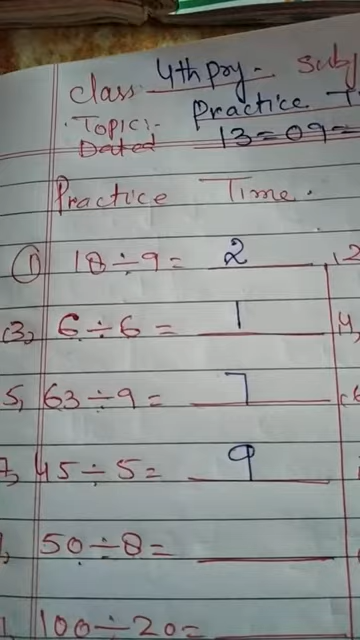 Class 4th pry. Subj
Topic:- Practice T
Dated 13=09=
Practice Time.
① 18÷9= 2
(3, 6÷6= 1
5, 63÷9= 7
7, 45÷5= 9
50÷8=
100÷20=